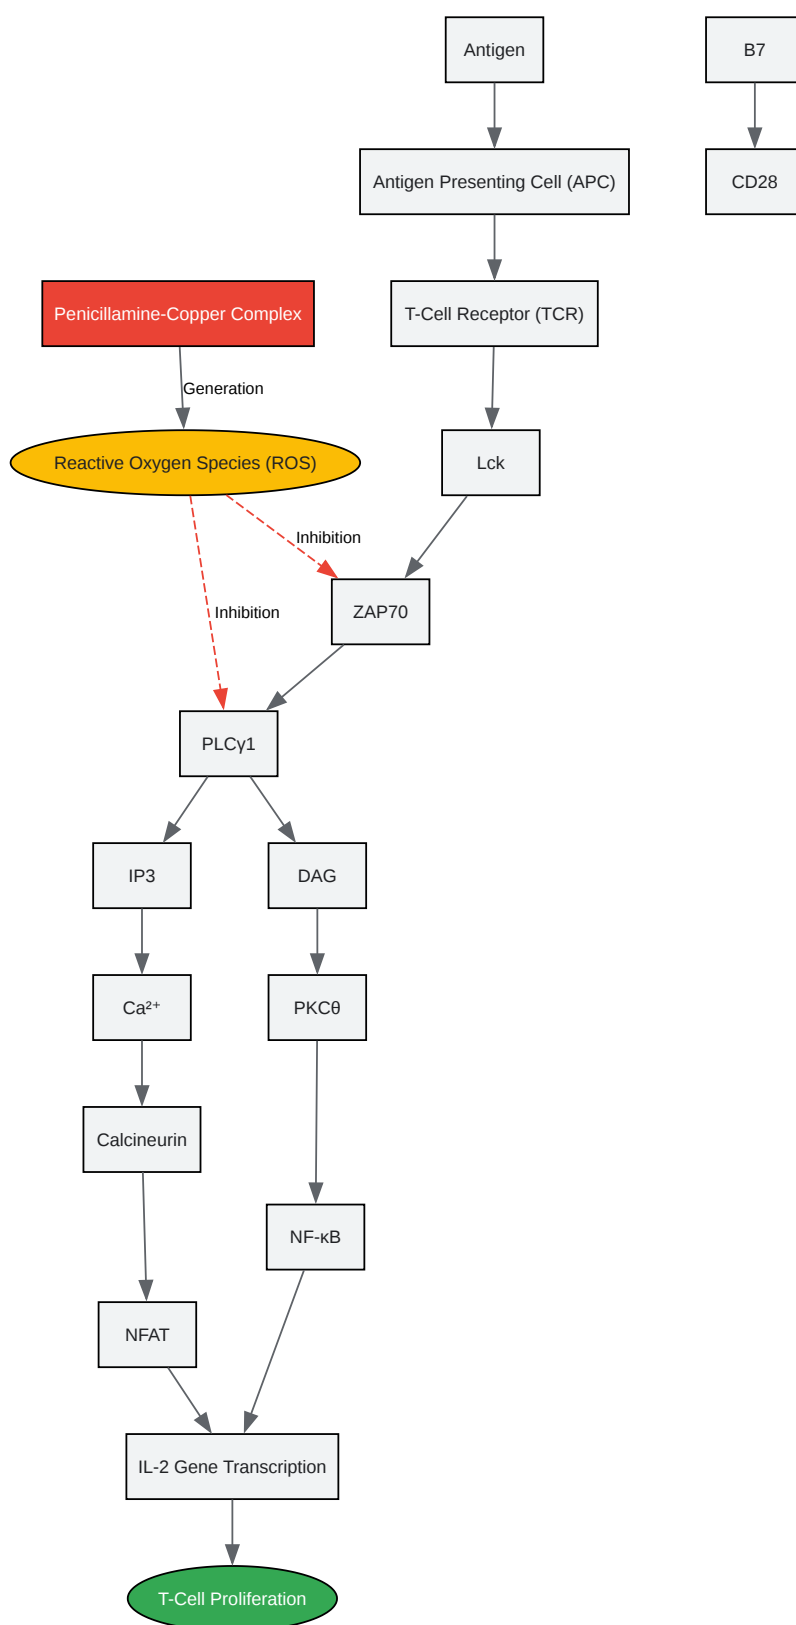 Antigen
B7
Antigen Presenting Cell (APC)
CD28
Penicillamine-Copper Complex
T-Cell Receptor (TCR)
Generation
Reactive Oxygen Species (ROS)
Lck
Inhibition
ZAP70
Inhibition
PLCγ1
IP3
DAG
Ca²⁺
PKCθ
Calcineurin
NF-κB
NFAT
IL-2 Gene Transcription
T-Cell Proliferation